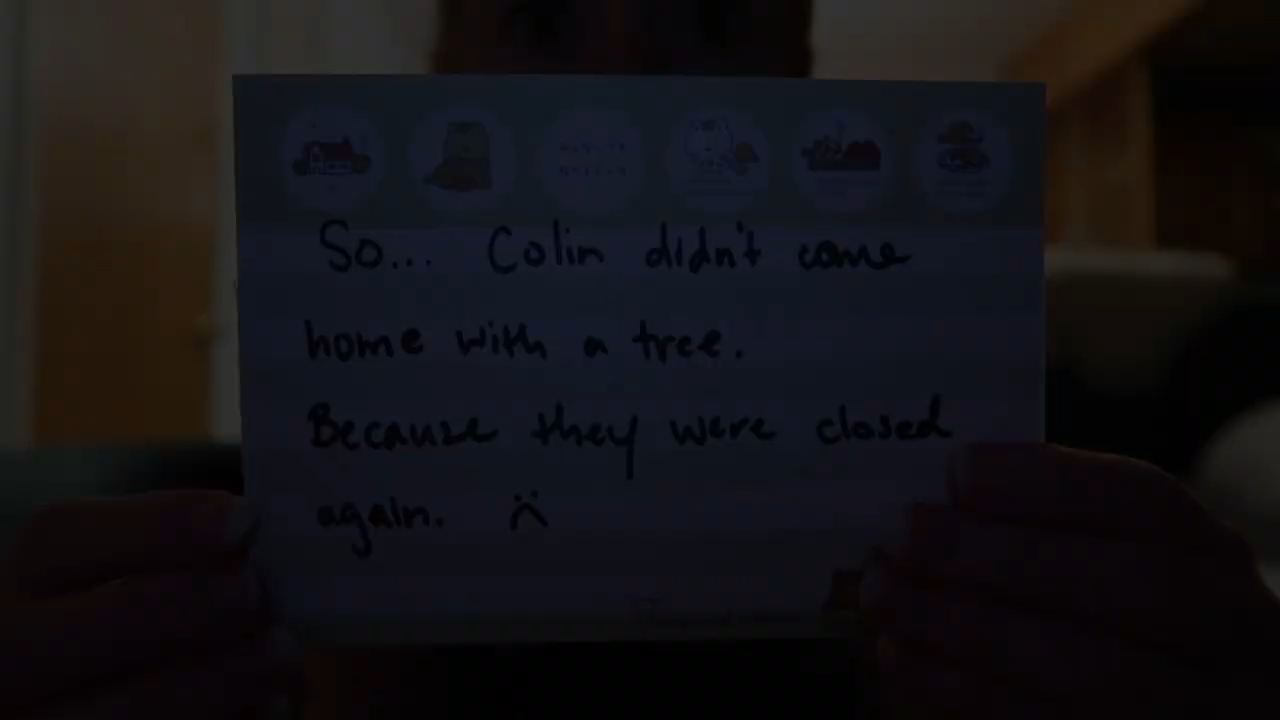 So... Colin didn't come
home with a tree.
Because they were closed
again. :(